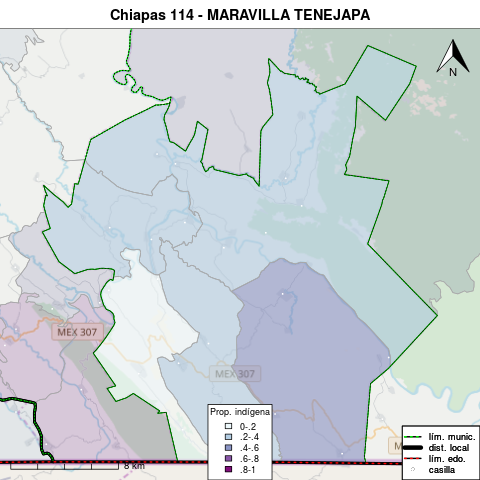 Chiapas 114 - MARAVILLA TENEJAPA
N
MEX 307
MEX 307
M
Prop. indígena
0-.2
.2-.4
.4-.6
.6-.8
.8-1
lím. munic.
dist. local
lím. edo.
casilla
8 km